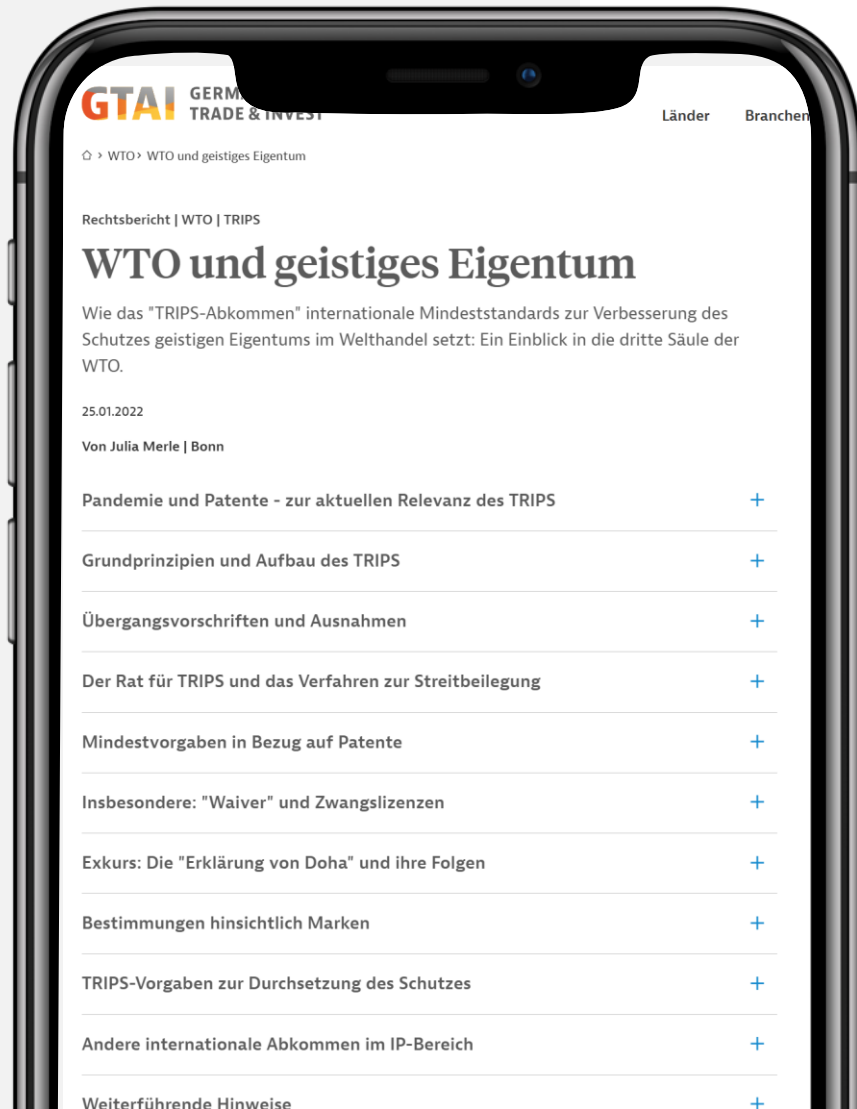 GTAI
TRADE & INVEST
Länder
Branchen
WTO › WTO und geistiges Eigentum
Rechtsbericht | WTO | TRIPS
WTO und geistiges Eigentum
Wie das "TRIPS-Abkommen" internationale Mindeststandards zur Verbesserung des
Schutzes geistigen Eigentums im Welthandel setzt: Ein Einblick in die dritte Säule der
WTO.
25.01.2022
Von Julia Merle | Bonn
Pandemie und Patente - zur aktuellen Relevanz des TRIPS
Grundprinzipien und Aufbau des TRIPS
Übergangsvorschriften und Ausnahmen
Der Rat für TRIPS und das Verfahren zur Streitbeilegung
Mindestvorgaben in Bezug auf Patente
Insbesondere: "Waiver" und Zwangslizenzen
Exkurs: Die "Erklärung von Doha" und ihre Folgen
Bestimmungen hinsichtlich Marken
TRIPS-Vorgaben zur Durchsetzung des Schutzes
Andere internationale Abkommen im IP-Bereich
Weiterführende Hinweise